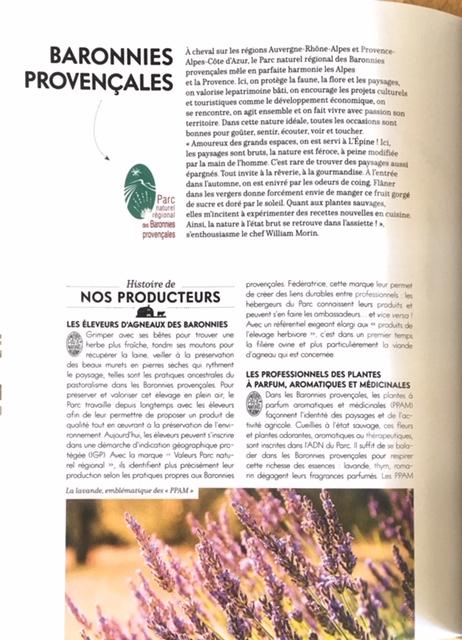 BARONNIES
PROVENÇALES
À cheval sur les régions Auvergne-Rhône-Alpes et Provence-
Alpes-Côte d'Azur, le Parc naturel régional des Baronnies
provençales mêle en parfaite harmonie les Alpes
et la Provence. Ici, on protège la faune, la flore et les paysages,
on valorise lepatrimoine bâti, on encourage les projets culturels
et touristiques comme le développement économique, on
se rencontre, on agit ensemble et on fait vivre avec passion son
territoire. Dans cette nature idéale, toutes les occasions sont
bonnes pour goûter, sentir, écouter, voir et toucher.
« Amoureux des grands espaces, on est servi à L'Épine ! Ici,
les paysages sont bruts, la nature est féroce, à peine modifiée
par la main de l'homme. C'est rare de trouver des paysages aussi
épargnés. Tout invite à la rêverie, à la gourmandise. À l'entrée
dans l'automne, on est enivré par les odeurs de coing. Flâner
dans les vergers donne forcément envie de manger ce fruit gorgé
de sucre et doré par le soleil. Quant aux plantes sauvages,
elles m'incitent à expérimenter des recettes nouvelles en cuisine.
Ainsi, la nature à l'état brut se retrouve dans l'assiette ! »,
s'enthousiasme le chef William Morin.
Parc
naturel
régional
des Baronnies
provençales
Histoire de
NOS PRODUCTEURS
LES ÉLEVEURS D'AGNEAUX DES BARONNIES
Grimper avec ses bêtes pour trouver une
herbe plus fraîche, tondre ses moutons pour
récupérer la laine, veiller à la préservation
des beaux murets en pierres sèches qui rythment
le paysage, telles sont les pratiques ancestrales du
pastoralisme dans les Baronnies provençales. Pour
préserver et valoriser cet élevage en plein air, le
Parc travaille depuis longtemps avec les éleveurs
afin de leur permettre de proposer un produit de
qualité tout en œuvrant à la préservation de l'envi-
ronnement. Aujourd'hui, les éleveurs peuvent s'inscrire
dans une démarche d'indication géographique pro-
tégée (IGP). Avec la marque « Valeurs Parc natu-
rel régional », ils identifient plus précisément leur
production selon les pratiques propres aux Baronnies
provençales. Fédératrice, cette marque leur permet
de créer des liens durables entre professionnels : les
hébergeurs du Parc connaissent leurs produits et
peuvent s'en faire les ambassadeurs... et vice versa !
Avec un référentiel exigeant élargi aux « produits de
l'élevage herbivore », c'est dans un premier temps
la filière ovine et plus particulièrement la viande
d'agneau qui est concernée.
LES PROFESSIONNELS DES PLANTES
À PARFUM, AROMATIQUES ET MÉDICINALES
Dans les Baronnies provençales, les plantes à
parfum aromatiques et médicinales (PPAM)
façonnent l'identité des paysages et de l'ac-
tivité agricole. Cueillies à l'état sauvage, ces fleurs
et plantes odorantes, aromatiques ou thérapeutiques,
sont inscrites dans l'ADN du Parc. Il suffit de se bala-
der dans les Baronnies provençales pour respirer
cette richesse des essences : lavande, thym, roma-
rin dégagent leurs fragrances parfumés. Les PPAM
La lavande, emblématique des « PPAM »